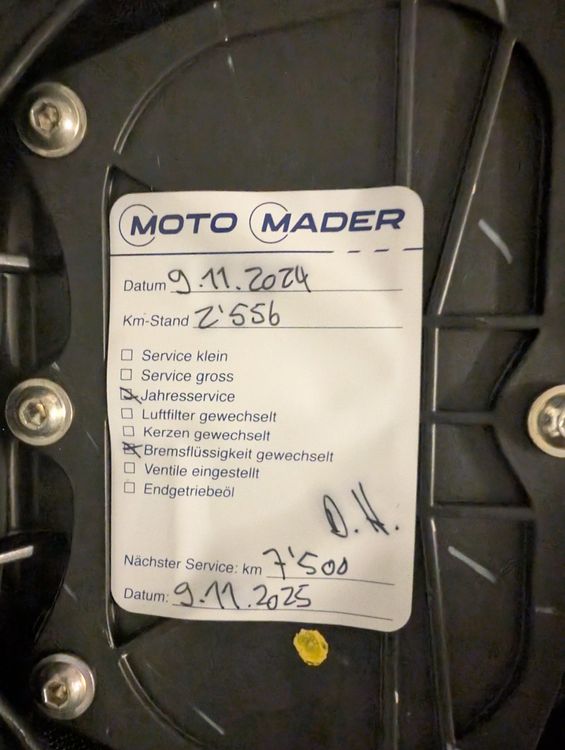 MOTO MADER
Datum 9.11.2024
Km-Stand 2'556
☐ Service klein
☐ Service gross
☒ Jahresservice
☐ Luftfilter gewechselt
☐ Kerzen gewechselt
☒ Bremsflüssigkeit gewechselt
☐ Ventile eingestellt
☐ Endgetriebeöl
D.H.
Nächster Service: km 7'500
Datum: 9.11.2025